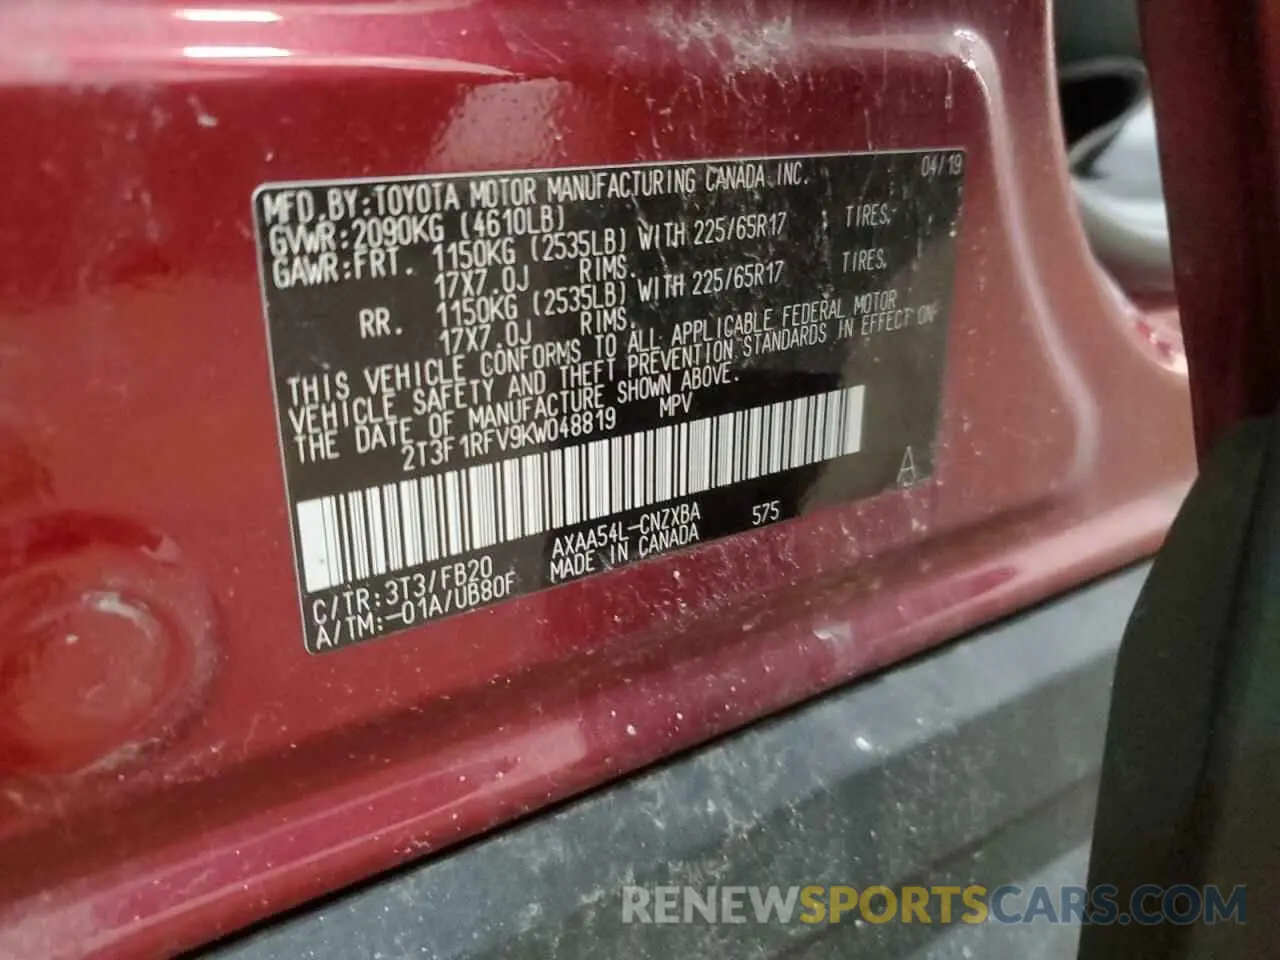 MFD.BY:TOYOTA MOTOR MANUFACTURING CANADA INC. 04/19
GVWR:2090KG (4610LB)
GAWR:FRT. 1150KG (2535LB) WITH 225/65R17 TIRES,
17X7.0J RIMS.
RR. 1150KG (2535LB) WITH 225/65R17 TIRES,
17X7.0J RIMS.
THIS VEHICLE CONFORMS TO ALL APPLICABLE FEDERAL MOTOR
VEHICLE SAFETY AND THEFT PREVENTION STANDARDS IN EFFECT ON
THE DATE OF MANUFACTURE SHOWN ABOVE.
2T3F1RFV9KW048819 MPV
C/TR:3T3/FB20 AXAA54L-CNZXBA 575
A/TM:-01A/UB80F MADE IN CANADA
RENEWSPORTSCARS.COM